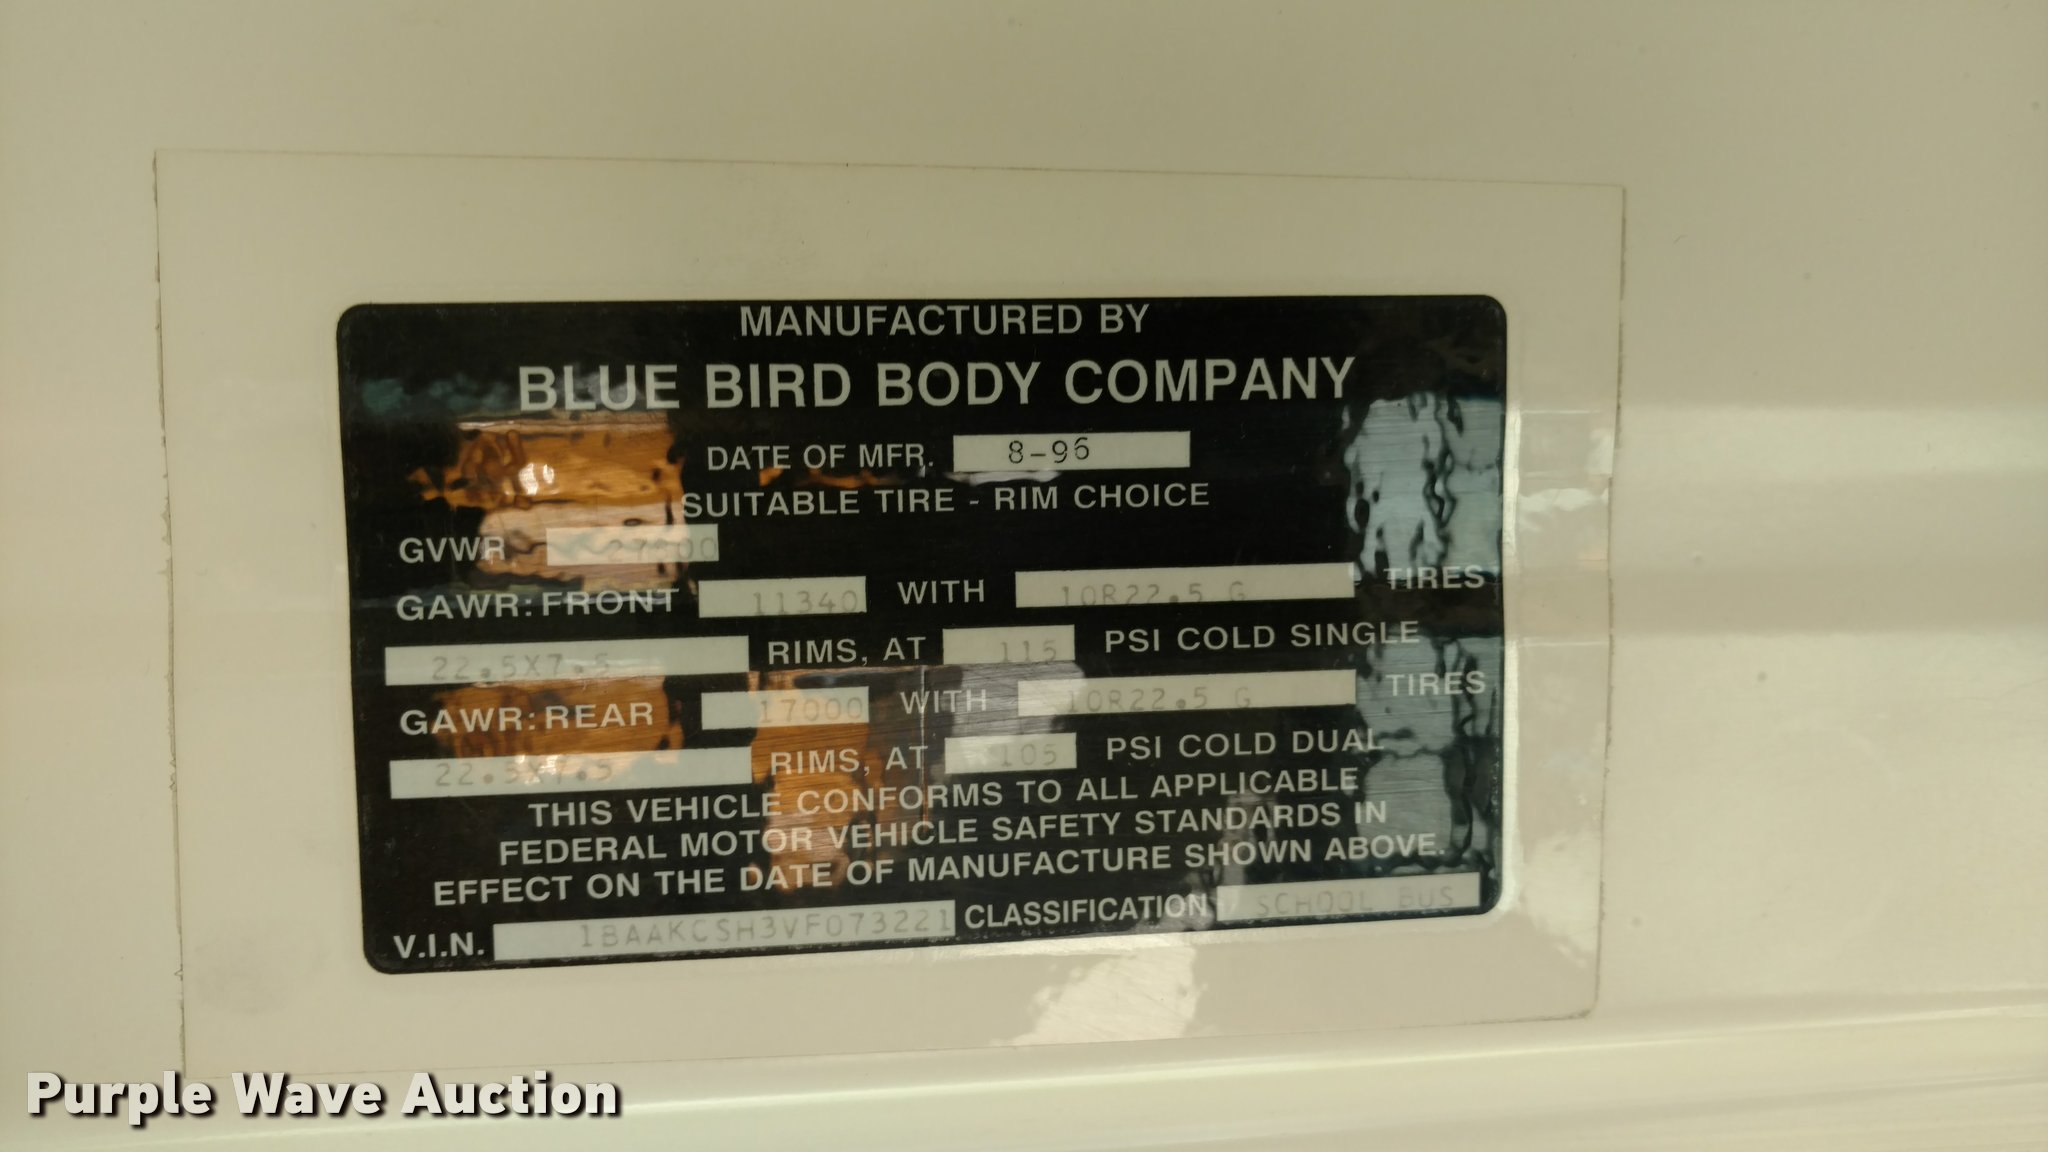 MANUFACTURED BY
BLUE BIRD BODY COMPANY
DATE OF MFR. 8-96
SUITABLE TIRE - RIM CHOICE
GVWR
GAWR: FRONT 11340 WITH 10R22.5 G TIRES
22.5X7.5 RIMS, AT 115 PSI COLD SINGLE
GAWR: REAR 17000 WITH 10R22.5 G TIRES
22.5X7.5 RIMS, AT 105 PSI COLD DUAL
THIS VEHICLE CONFORMS TO ALL APPLICABLE
FEDERAL MOTOR VEHICLE SAFETY STANDARDS IN
EFFECT ON THE DATE OF MANUFACTURE SHOWN ABOVE.
V.I.N. 1BAAKCSH3VF073221 CLASSIFICATION SCHOOL BUS
Purple Wave Auction